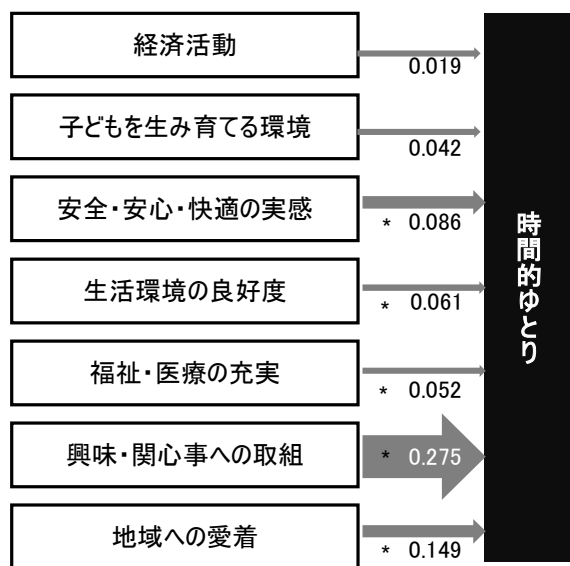 経済活動
0.019
子どもを生み育てる環境
0.042
安全・安心・快適の実感
* 0.086
生活環境の良好度
* 0.061
福祉・医療の充実
* 0.052
興味・関心事への取組
* 0.275
地域への愛着
* 0.149
時間的ゆとり